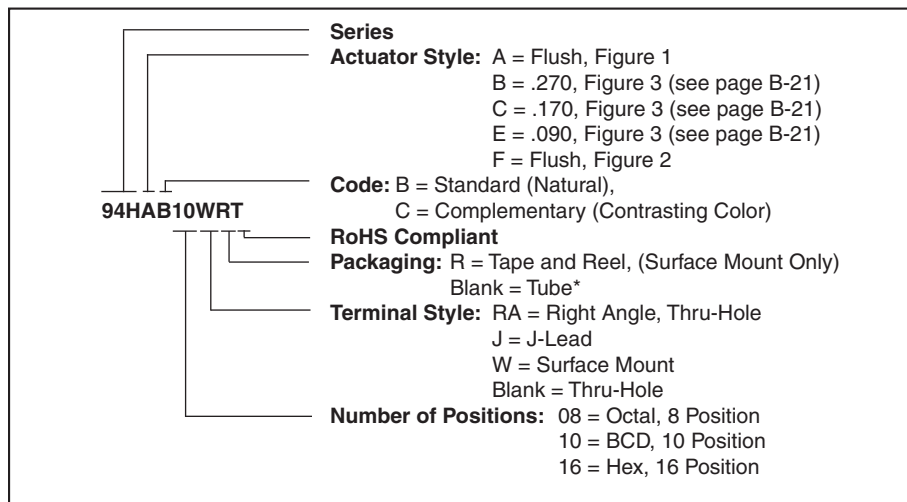 Series
Actuator Style: A = Flush, Figure 1
B = .270, Figure 3 (see page B-21)
C = .170, Figure 3 (see page B-21)
E = .090, Figure 3 (see page B-21)
F = Flush, Figure 2
Code: B = Standard (Natural),
C = Complementary (Contrasting Color)
94HAB10WRT
RoHS Compliant
Packaging: R = Tape and Reel, (Surface Mount Only)
Blank = Tube*
Terminal Style: RA = Right Angle, Thru-Hole
J = J-Lead
W = Surface Mount
Blank = Thru-Hole
Number of Positions: 08 = Octal, 8 Position
10 = BCD, 10 Position
16 = Hex, 16 Position